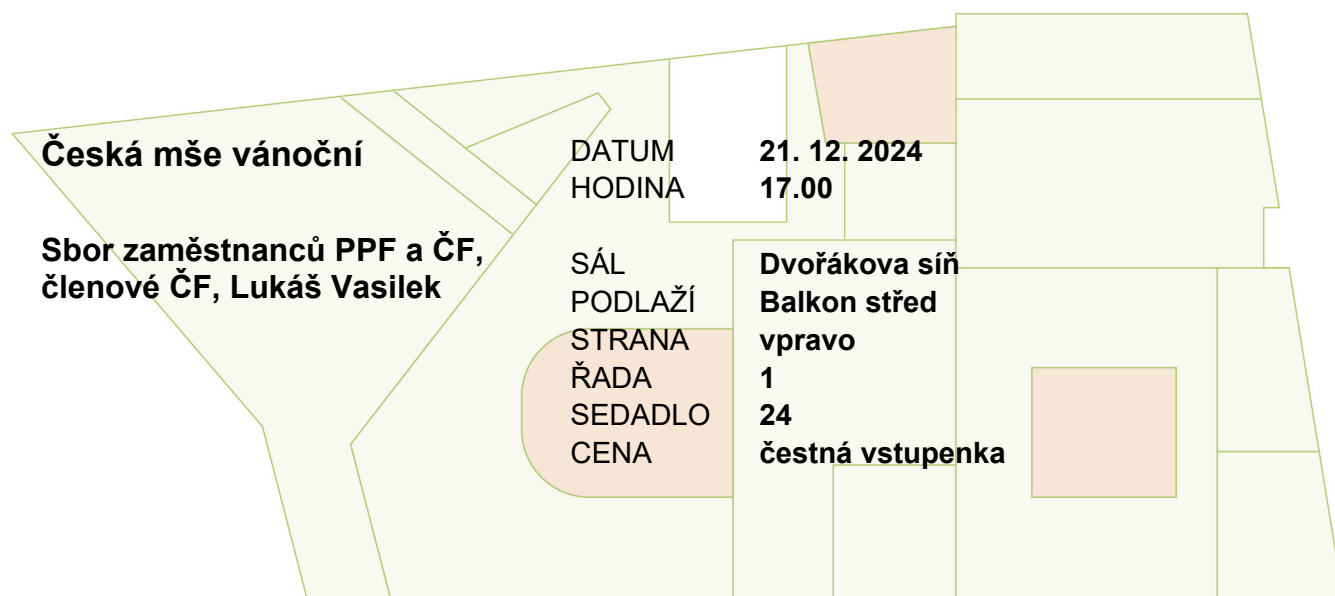 Česká mše vánoční
Sbor zaměstnanců PPF a ČF,
členové ČF, Lukáš Vasilek
DATUM 21. 12. 2024
HODINA 17.00
SÁL Dvořákova síň
PODLAŽÍ Balkon střed
STRANA vpravo
ŘADA 1
SEDADLO 24
CENA čestná vstupenka